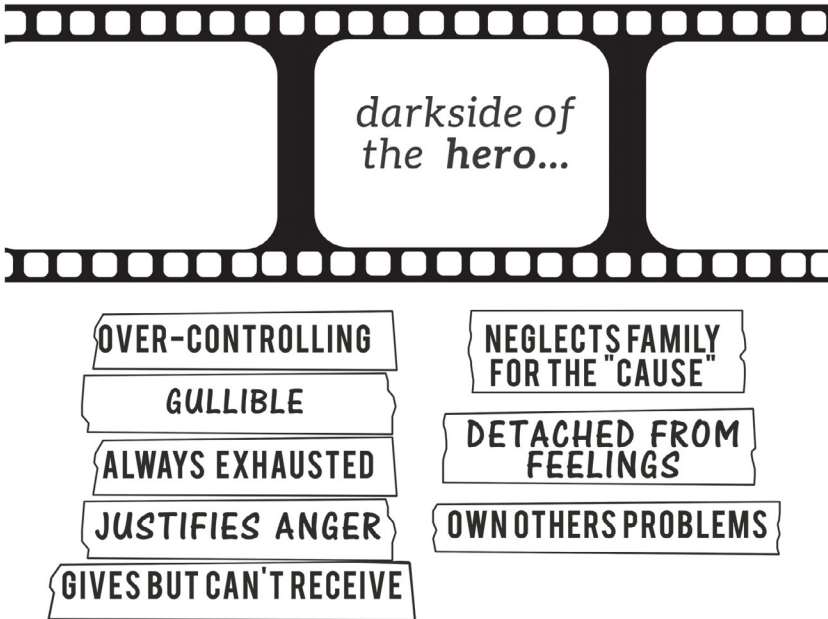 darkside of
the hero...
OVER-CONTROLLING
GULLIBLE
ALWAYS EXHAUSTED
JUSTIFIES ANGER
GIVES BUT CAN'T RECEIVE
NEGLECTS FAMILY
FOR THE "CAUSE"
DETACHED FROM
FEELINGS
OWN OTHERS PROBLEMS